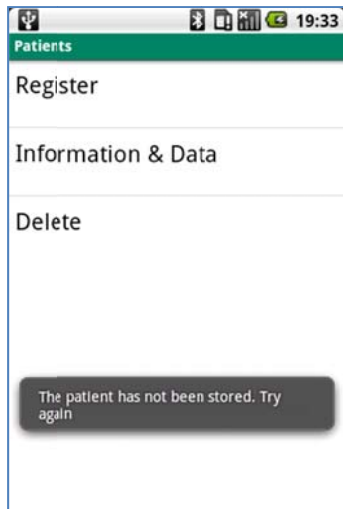 19:33
Patients
Register
Information & Data
Delete
The patient has not been stored. Try
again